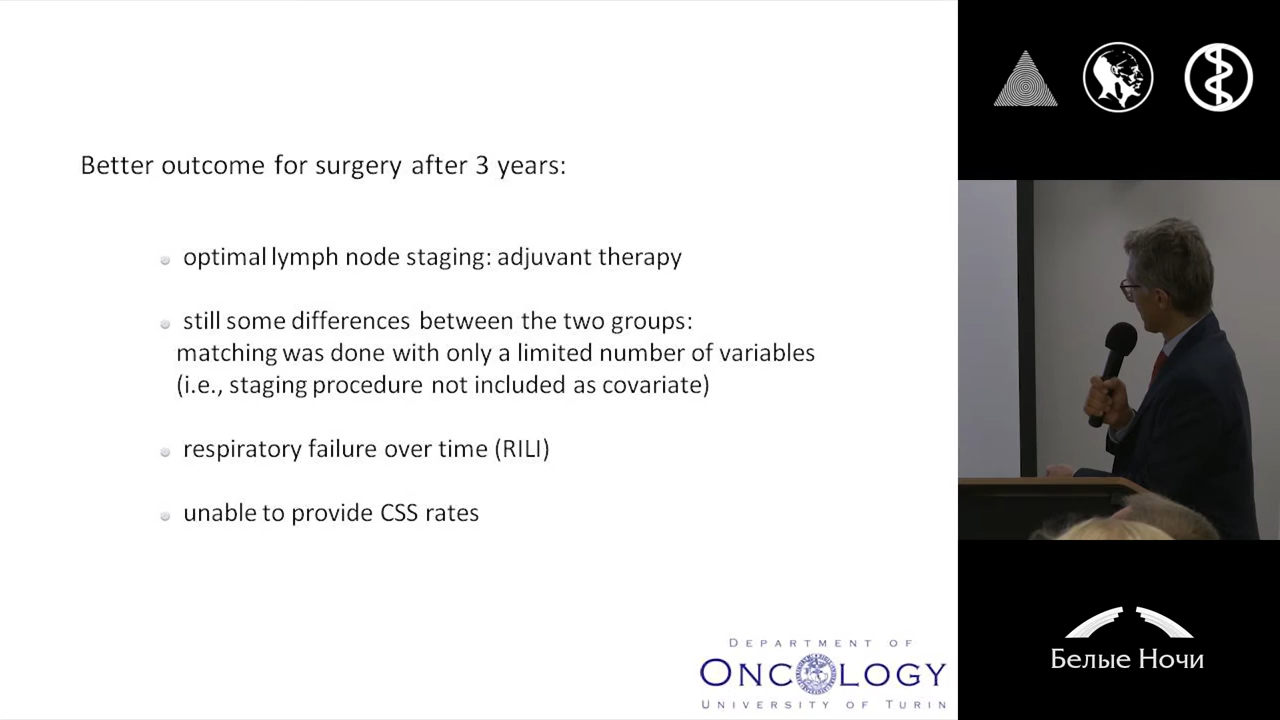 Better outcome for surgery after 3 years:
optimal lymph node staging: adjuvant therapy
still some differences between the two groups:
matching was done with only a limited number of variables
(i.e., staging procedure not included as covariate)
respiratory failure over time (RILI)
unable to provide CSS rates
DEPARTMENT OF
ONCOLOGY
UNIVERSITY OF TURIN
Белые Ночи